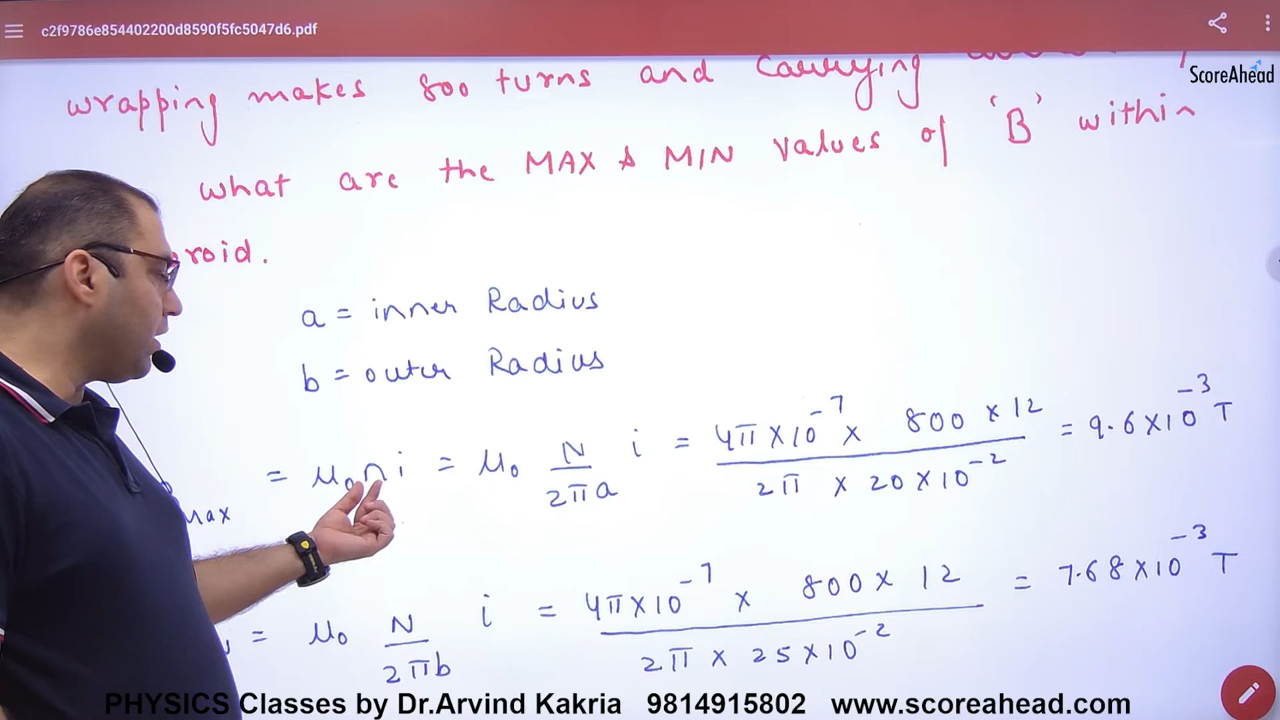 c2f9786e854402200d8590f5fc5047d6.pdf
ScoreAhead
wrapping makes 800 turns and carrying
what are the MAX & MIN values of 'B' within
roid.
a = inner Radius
b = outer Radius
Max = μ₀ni = μ₀ N/2πa i = 4π×10⁻⁷ × 800 × 12 / 2π × 20×10⁻² = 9.6×10⁻³ T
= μ₀ N/2πb i = 4π×10⁻⁷ × 800 × 12 / 2π × 25×10⁻² = 7.68×10⁻³ T
PHYSICS Classes by Dr.Arvind Kakria 9814915802 www.scoreahead.com